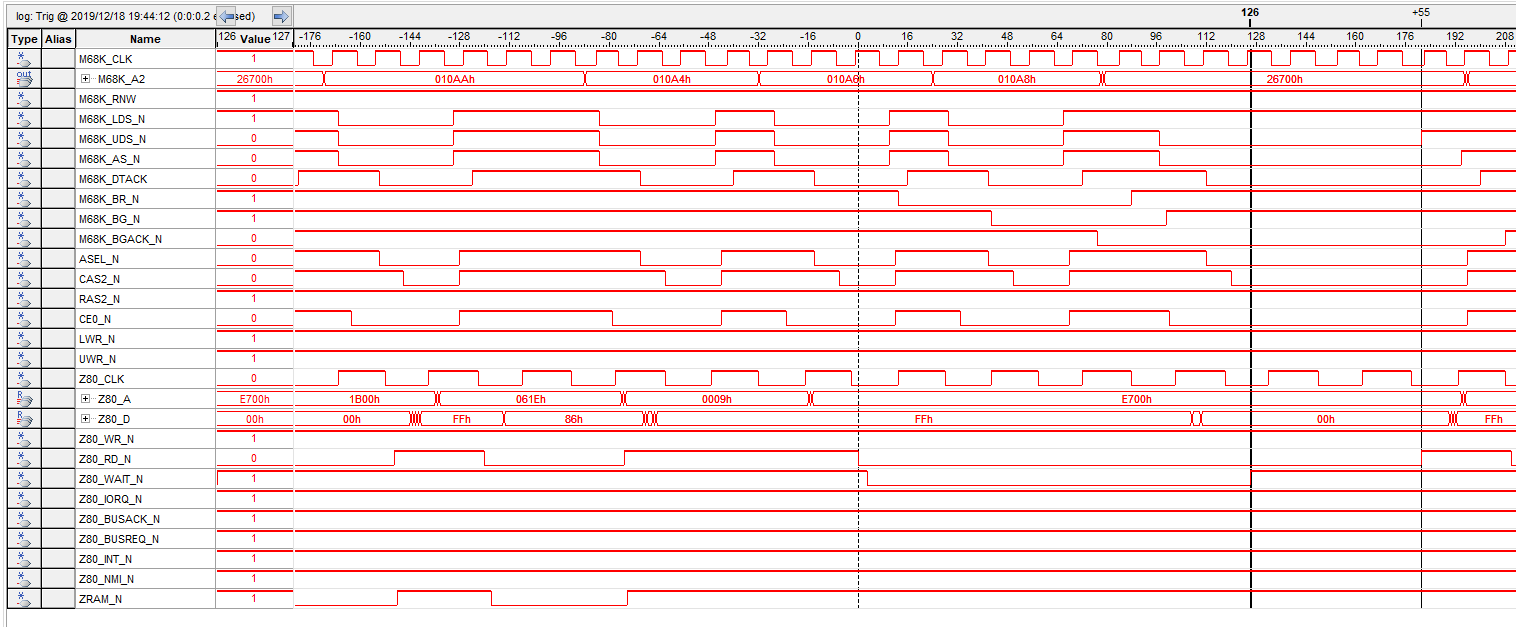 log: Trig @ 2019/12/18 19:44:12 (0:0:0.2 e sed) 126 +55
Type Alias Name 126 Value 127 -176 -160 -144 -128 -112 -96 -80 -64 -48 -32 -16 0 16 32 48 64 80 96 112 128 144 160 176 192 208
M68K_CLK 1
out M68K_A2 26700h 010AAh 010A4h 010A6h 010A8h 26700h
M68K_RNW 1
M68K_LDS_N 1
M68K_UDS_N 0
M68K_AS_N 0
M68K_DTACK 0
M68K_BR_N 1
M68K_BG_N 1
M68K_BGACK_N 0
ASEL_N 0
CAS2_N 0
RAS2_N 1
CE0_N 0
LWR_N 1
UWR_N 1
Z80_CLK 0
R Z80_A E700h 1B00h 061Eh 0009h E700h
R Z80_D 00h 00h FFh 86h FFh 00h FFh
Z80_WR_N 1
Z80_RD_N 0
Z80_WAIT_N 1
Z80_IORQ_N 1
Z80_BUSACK_N 1
Z80_BUSREQ_N 1
Z80_INT_N 1
Z80_NMI_N 1
ZRAM_N 1